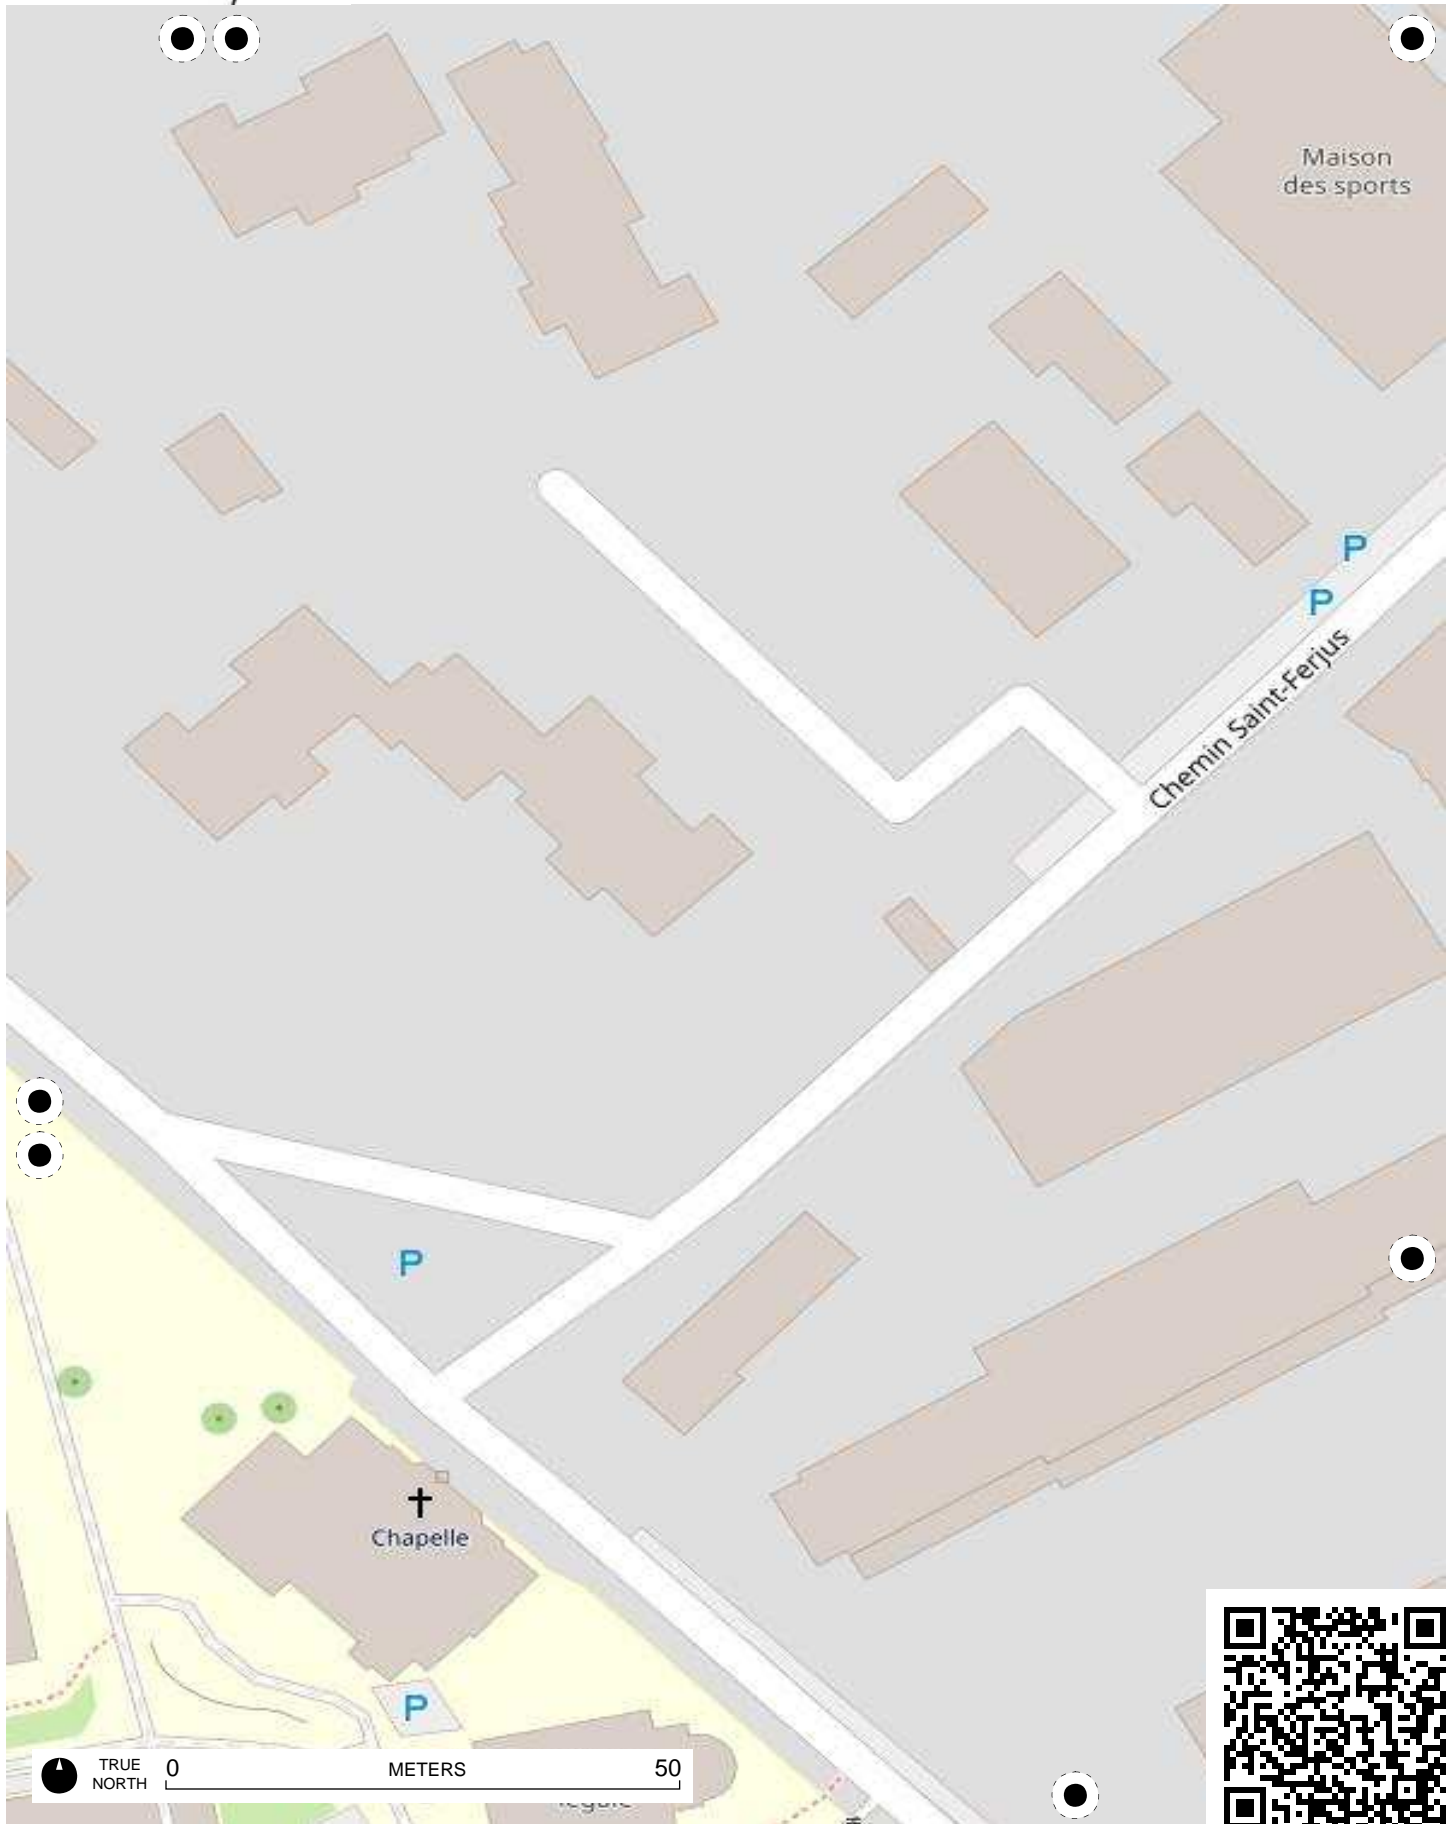 Maison
des sports
P
P
Chemin Saint-Ferjus
P
Chapelle
P
TRUE
NORTH
0
METERS
50